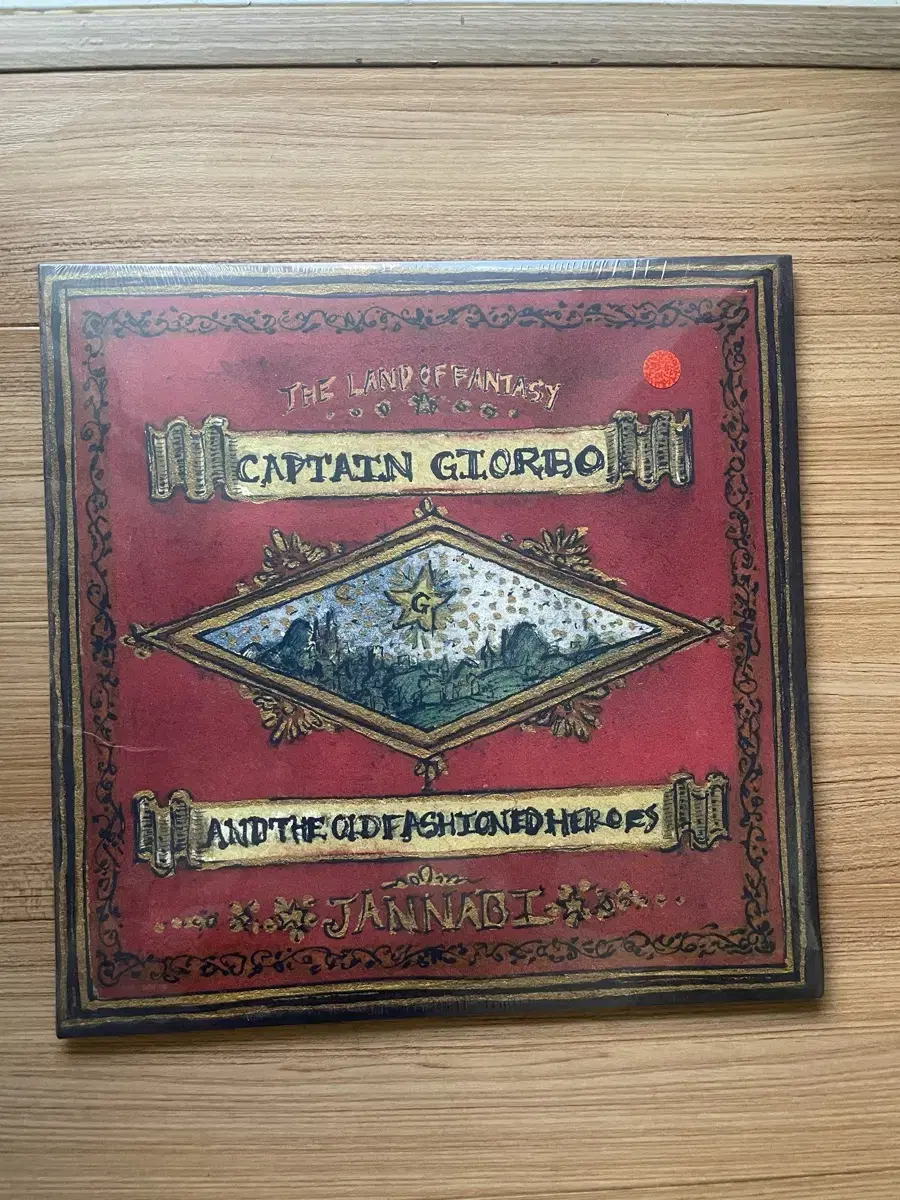 THE LAND OF FANTASY
CAPTAIN GIORBO
G
AND THE OLD FASHIONED HEROES
JANNABI